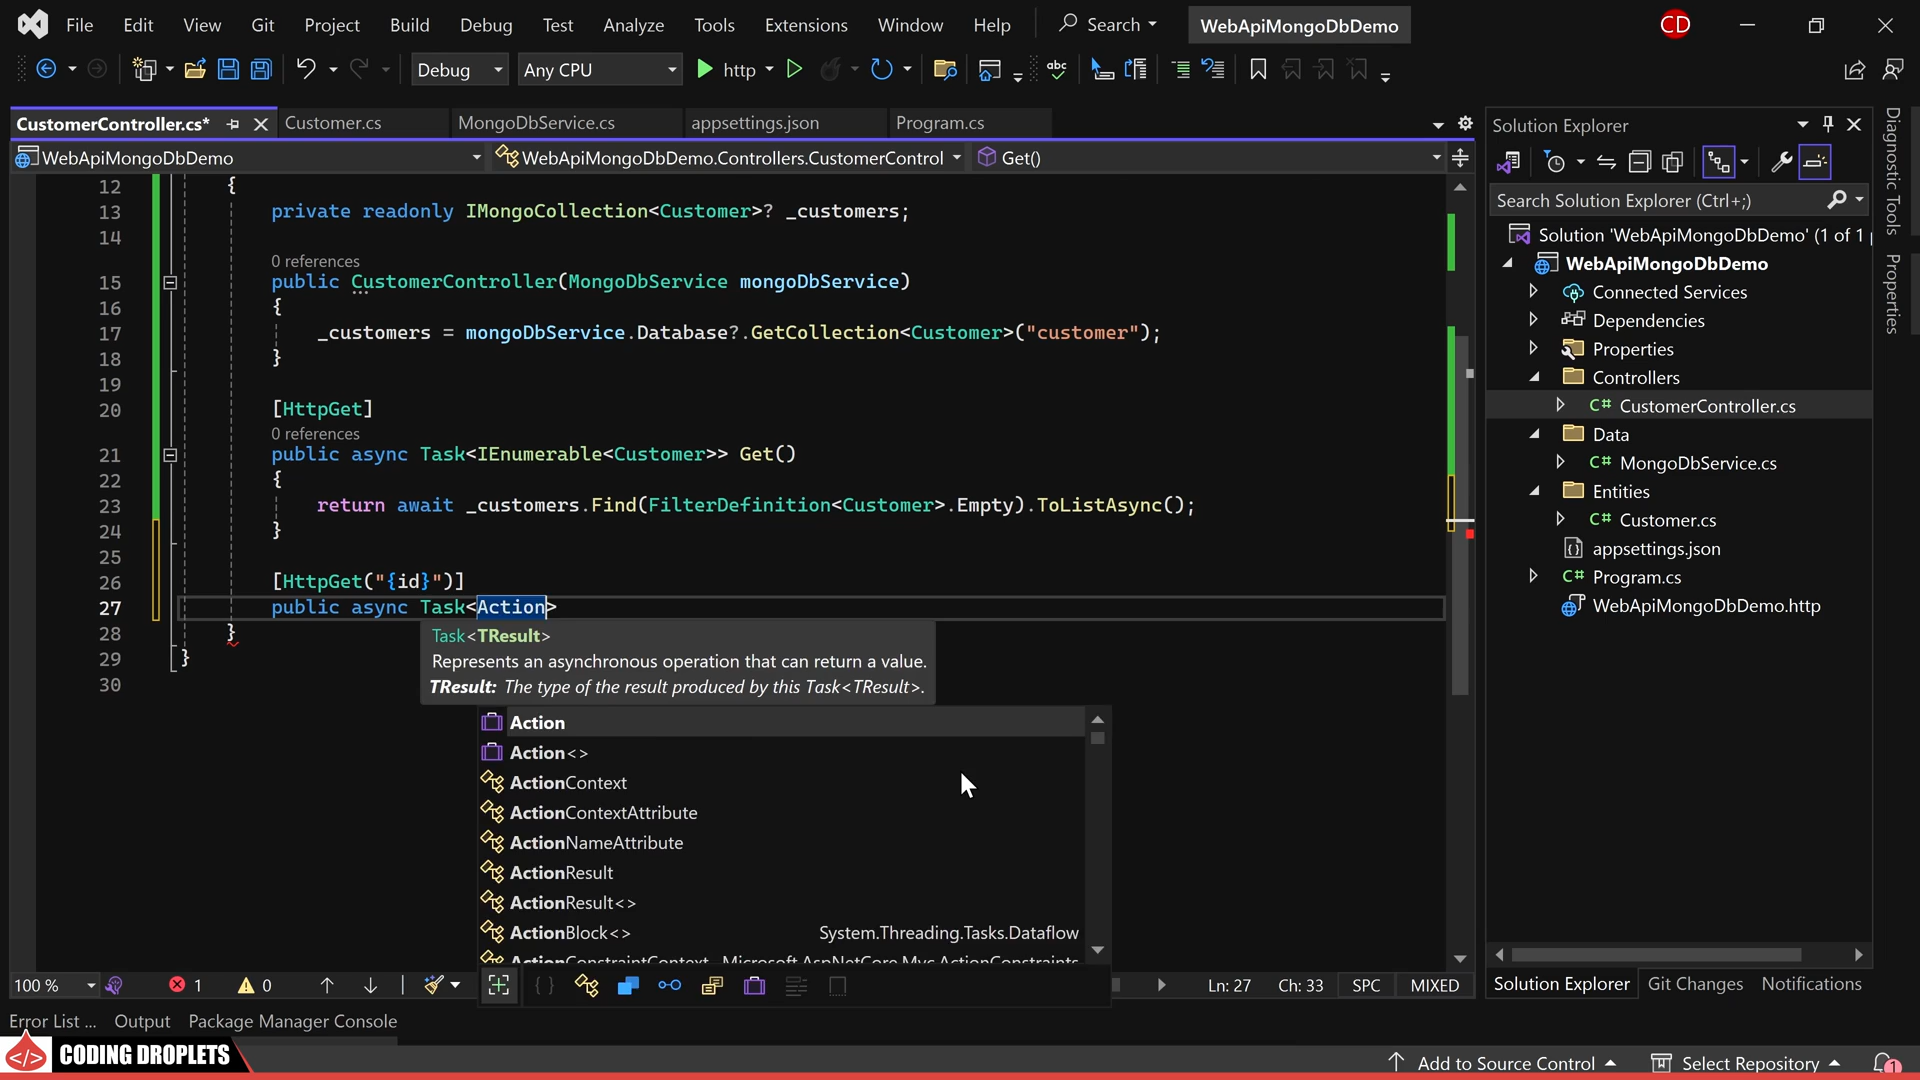 File Edit View Git Project Build Debug Test Analyze Tools Extensions Window Help Search WebApiMongoDbDemo CD
Debug Any CPU http
CustomerController.cs* Customer.cs MongoDbService.cs appsettings.json Program.cs
WebApiMongoDbDemo WebApiMongoDbDemo.Controllers.CustomerControl Get()
12 {
13 private readonly IMongoCollection<Customer>? _customers;
14
0 references
15 public CustomerController(MongoDbService mongoDbService)
16 {
17 _customers = mongoDbService.Database?.GetCollection<Customer>("customer");
18 }
19
20 [HttpGet]
0 references
21 public async Task<IEnumerable<Customer>> Get()
22 {
23 return await _customers.Find(FilterDefinition<Customer>.Empty).ToListAsync();
24 }
25
26 [HttpGet("{id}")]
27 public async Task<Action>
28 }
29 }
30
Task<TResult>
Represents an asynchronous operation that can return a value.
TResult: The type of the result produced by this Task<TResult>.
Action
Action<>
ActionContext
ActionContextAttribute
ActionNameAttribute
ActionResult
ActionResult<>
ActionBlock<> System.Threading.Tasks.Dataflow
ActionConstraintContext Microsoft.AspNetCore.Mvc.ActionConstraints
100 % 1 0 Ln: 27 Ch: 33 SPC MIXED
Error List ... Output Package Manager Console
CODING DROPLETS
Add to Source Control Select Repository 1
Solution Explorer
Search Solution Explorer (Ctrl+;)
Solution 'WebApiMongoDbDemo' (1 of 1 p
WebApiMongoDbDemo
Connected Services
Dependencies
Properties
Controllers
C# CustomerController.cs
Data
C# MongoDbService.cs
Entities
C# Customer.cs
appsettings.json
C# Program.cs
WebApiMongoDbDemo.http
Solution Explorer Git Changes Notifications
Diagnostic Tools
Properties